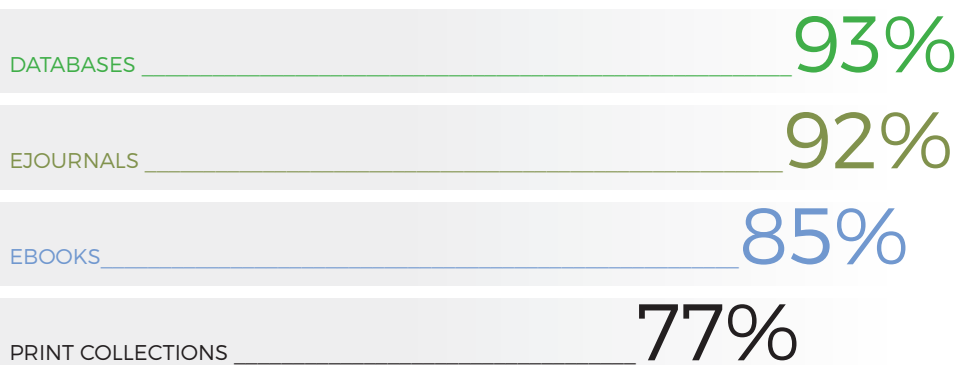 DATABASES 93%
EJOURNALS 92%
EBOOKS 85%
PRINT COLLECTIONS 77%